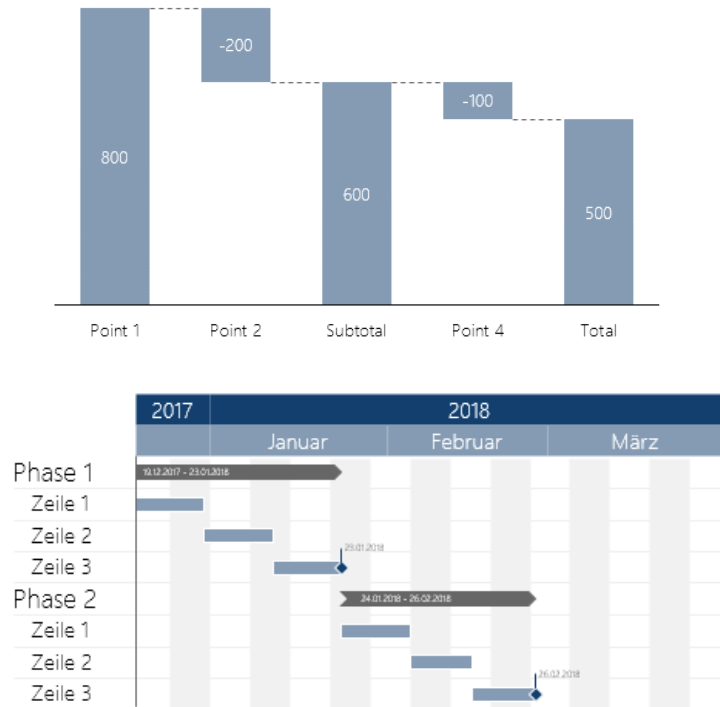 -200
-100
800
600
500
Point 1 Point 2 Subtotal Point 4 Total
2017 2018
Januar Februar März
Phase 1 19.12.2017 - 23.01.2018
Zeile 1
Zeile 2
23.01.2018
Zeile 3
Phase 2 24.01.2018 - 26.02.2018
Zeile 1
Zeile 2
26.02.2018
Zeile 3